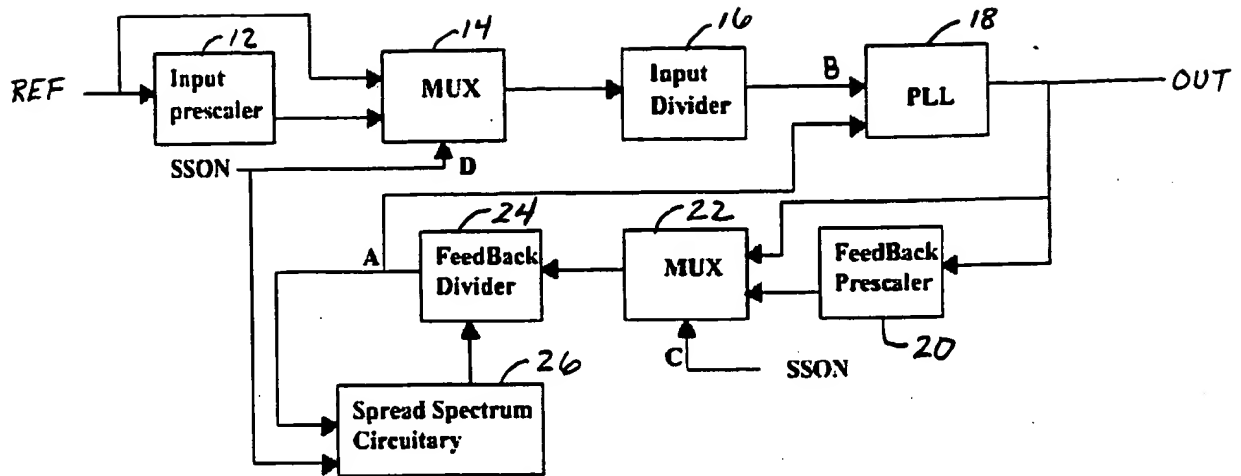 12
14
16
18
REF
Input
prescaler
MUX
Input
Divider
B
PLL
OUT
SSON
D
24
22
A
FeedBack
Divider
MUX
FeedBack
Prescaler
20
C
SSON
26
Spread Spectrum
Circuitary